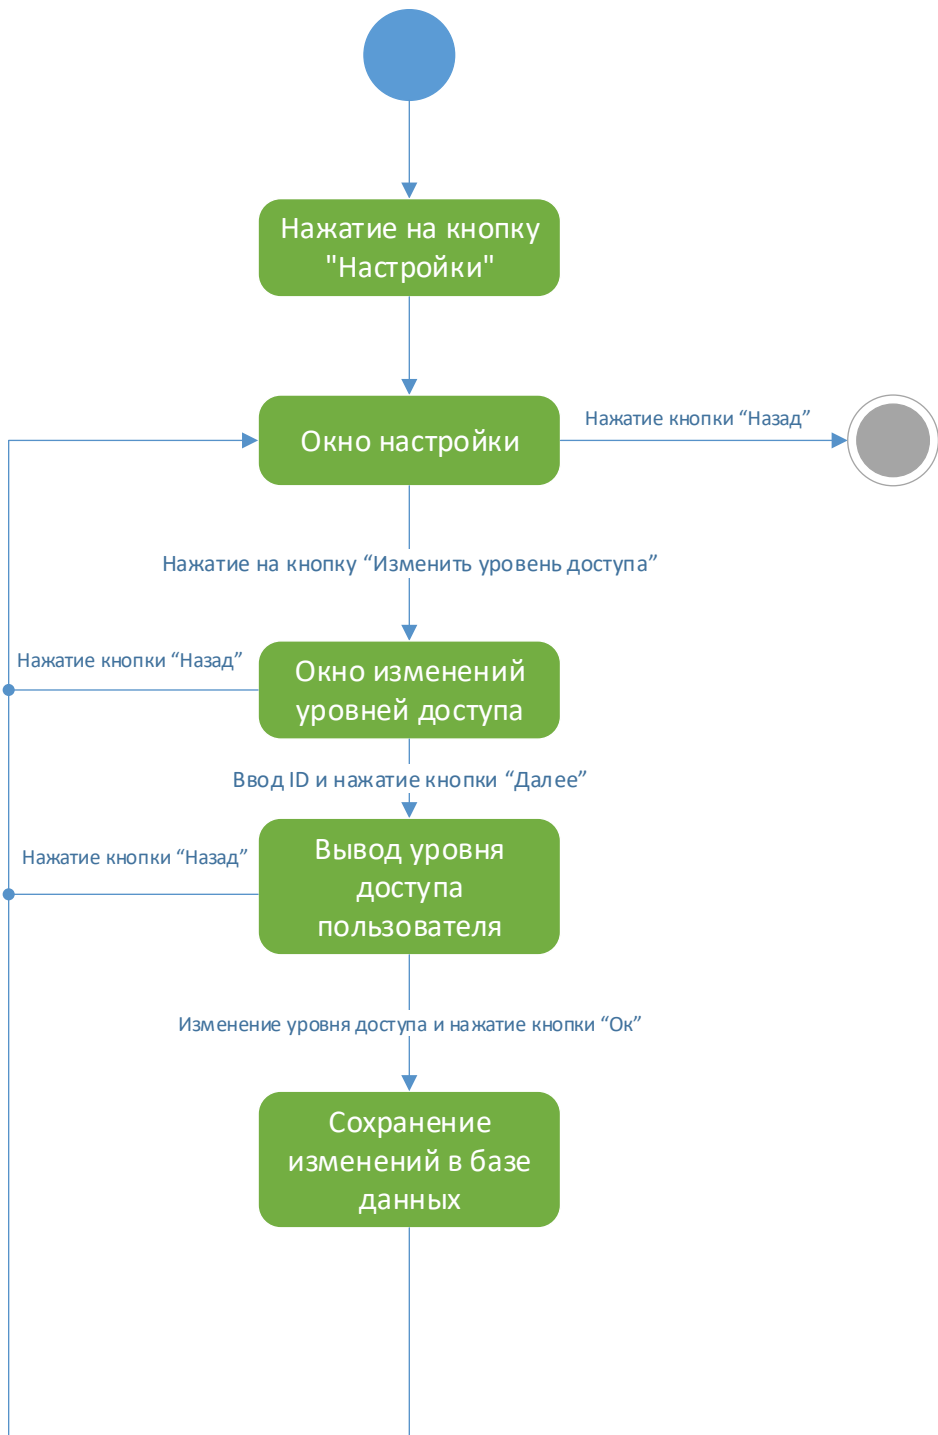 Нажатие на кнопку
"Настройки"
Окно настройки
Нажатие кнопки “Назад”
Нажатие на кнопку “Изменить уровень доступа”
Нажатие кнопки “Назад”
Окно изменений
уровней доступа
Ввод ID и нажатие кнопки “Далее”
Нажатие кнопки “Назад”
Вывод уровня
доступа
пользователя
Изменение уровня доступа и нажатие кнопки “Ок”
Сохранение
изменений в базе
данных